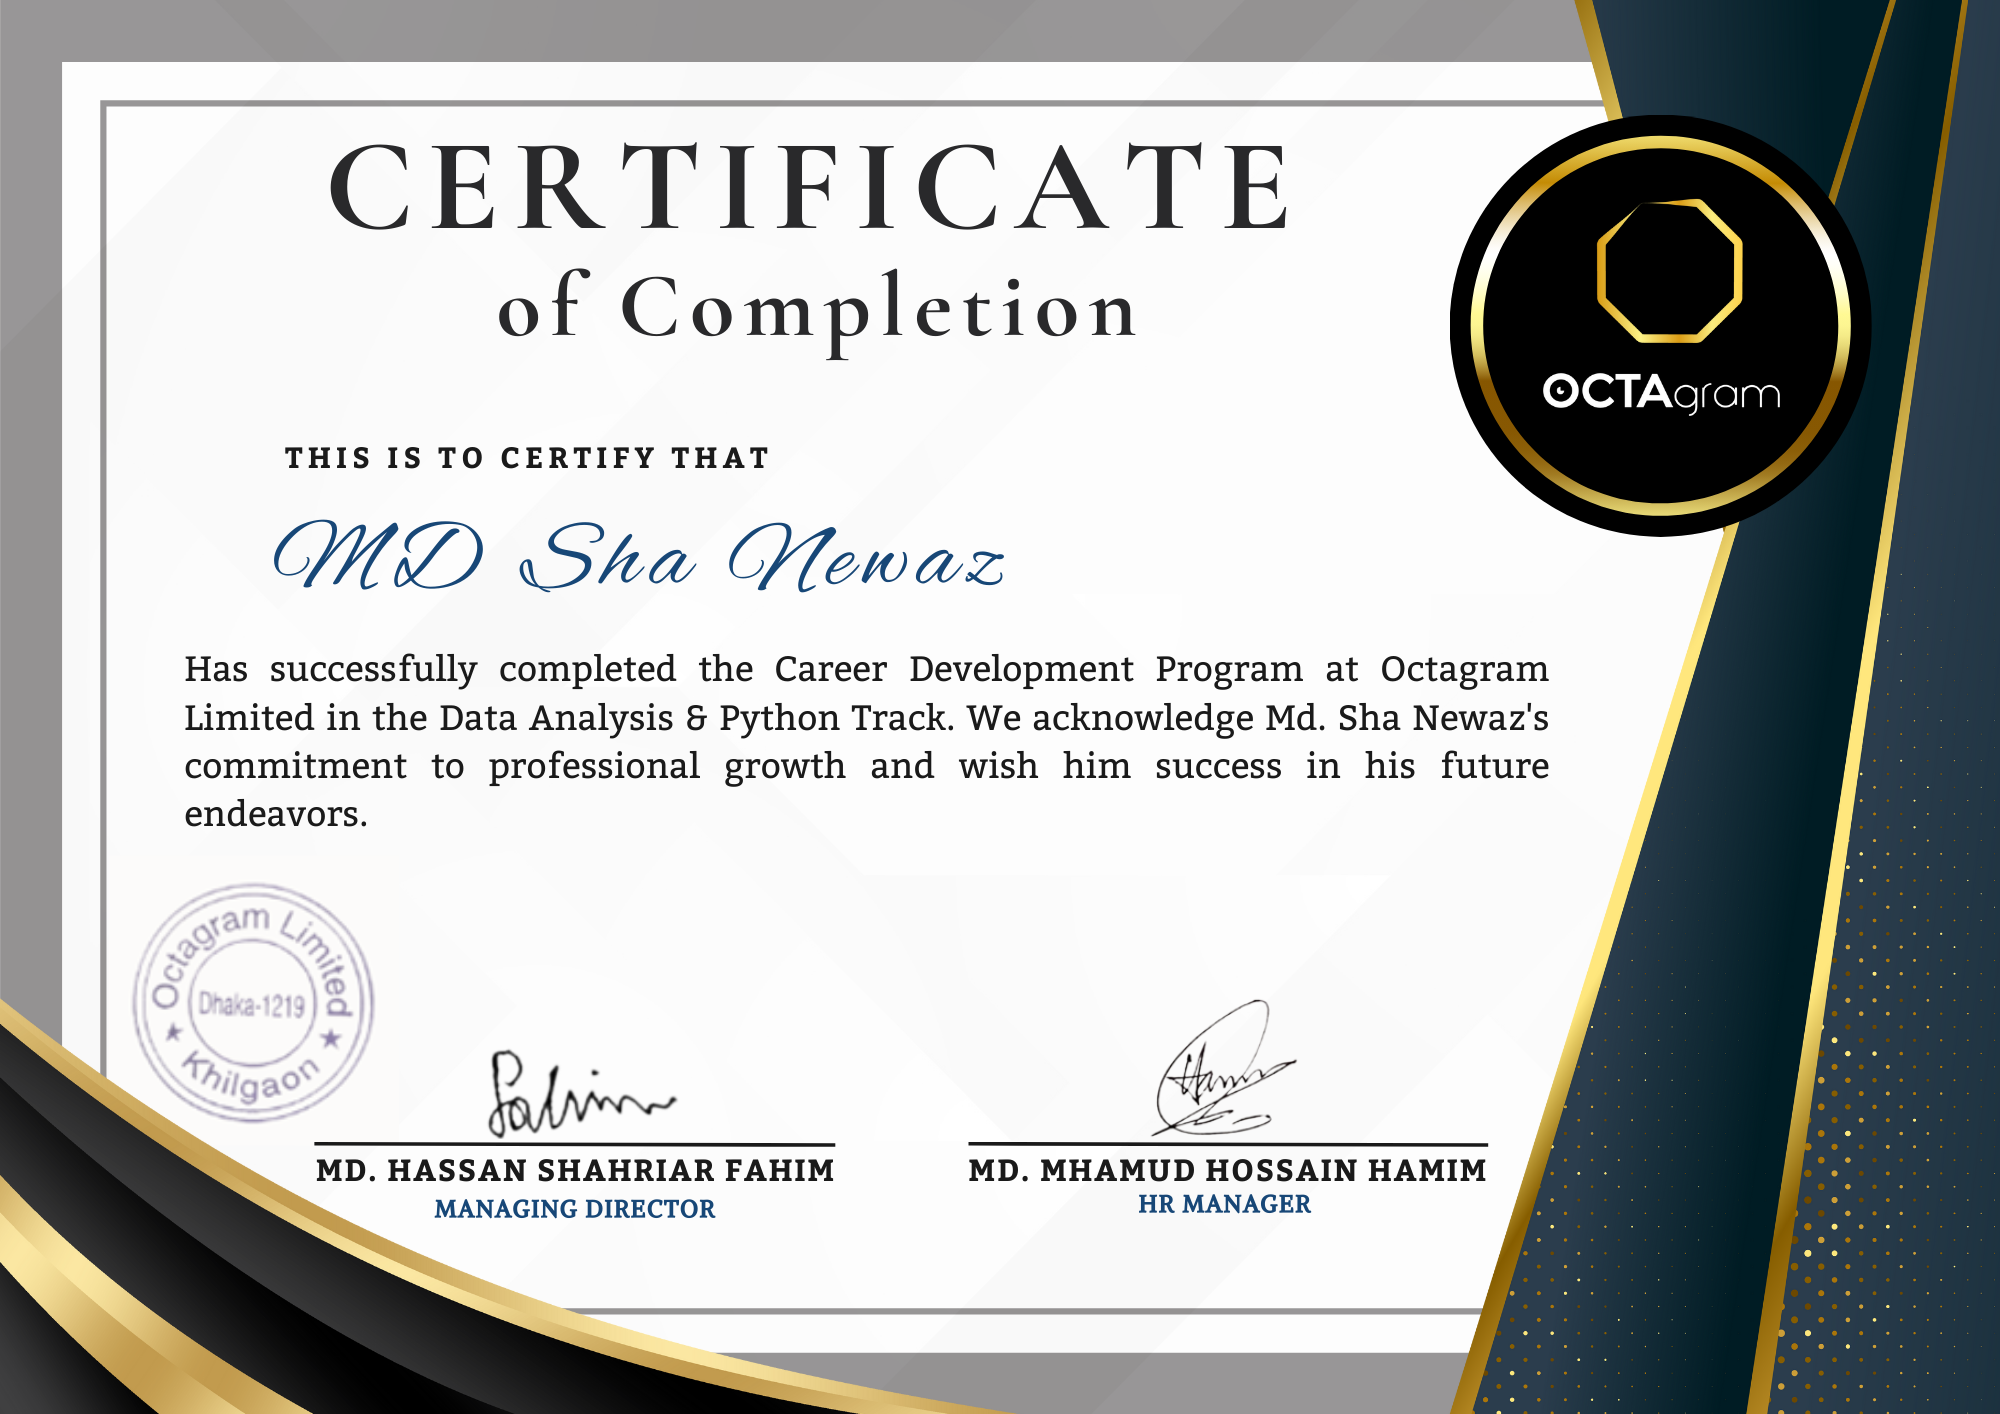 CERTIFICATE
of Completion
OCTAgram
THIS IS TO CERTIFY THAT
MD Sha Newaz
Has successfully completed the Career Development Program at Octagram
Limited in the Data Analysis & Python Track. We acknowledge Md. Sha Newaz's
commitment to professional growth and wish him success in his future
endeavors.
Octagram Limited
Dhaka-1219
★ Khilgaon ★
Fahim
Hamim
MD. HASSAN SHAHRIAR FAHIM
MANAGING DIRECTOR
MD. MHAMUD HOSSAIN HAMIM
HR MANAGER